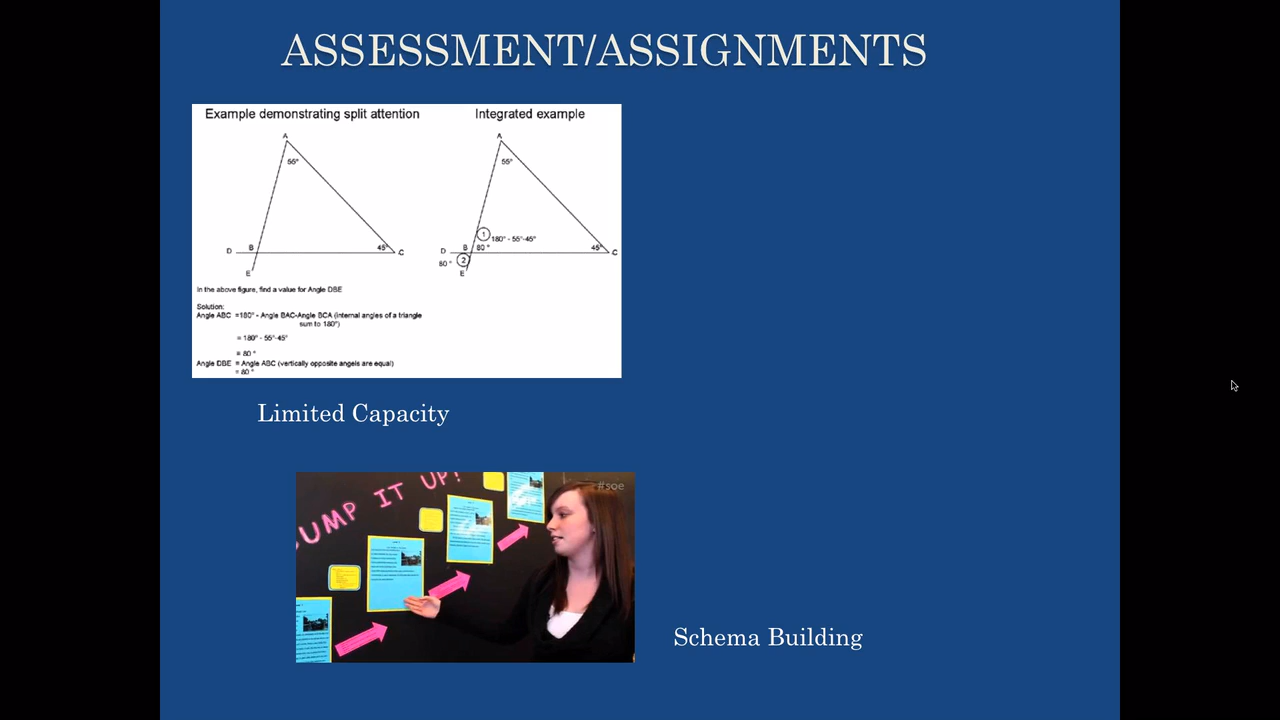 ASSESSMENT/ASSIGNMENTS
Example demonstrating split attention
A
55°
D
B
45°
C
E
In the above figure, find a value for Angle DBE
Solution:
Angle ABC =180° - Angle BAC-Angle BCA (internal angles of a triangle
sum to 180°)
= 180° - 55°-45°
= 80 °
Angle DBE = Angle ABC (vertically opposite angels are equal)
= 80 °
Integrated example
A
55°
1
180° - 55°-45°
D
B
80 °
45°
C
60 °
2
E
Limited Capacity
UMP IT UP!
#soe
Schema Building